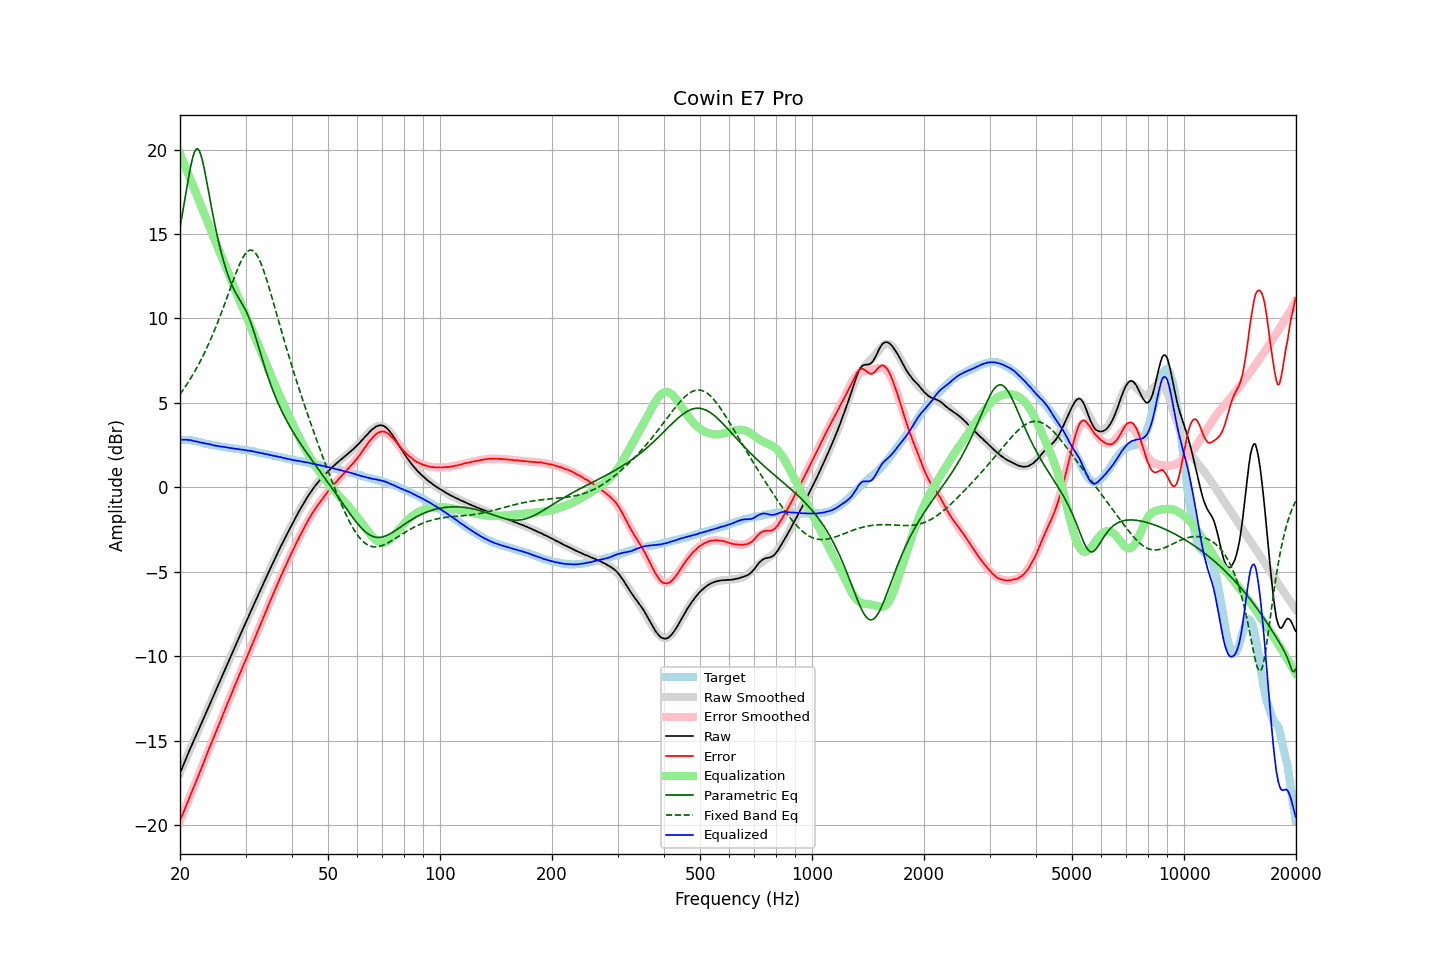 Cowin E7 Pro
Amplitude (dBr)
20
15
10
5
0
−5
−10
−15
−20
Target
Raw Smoothed
Error Smoothed
Raw
Error
Equalization
Parametric Eq
Fixed Band Eq
Equalized
20 50 100 200 500 1000 2000 5000 10000 20000
Frequency (Hz)